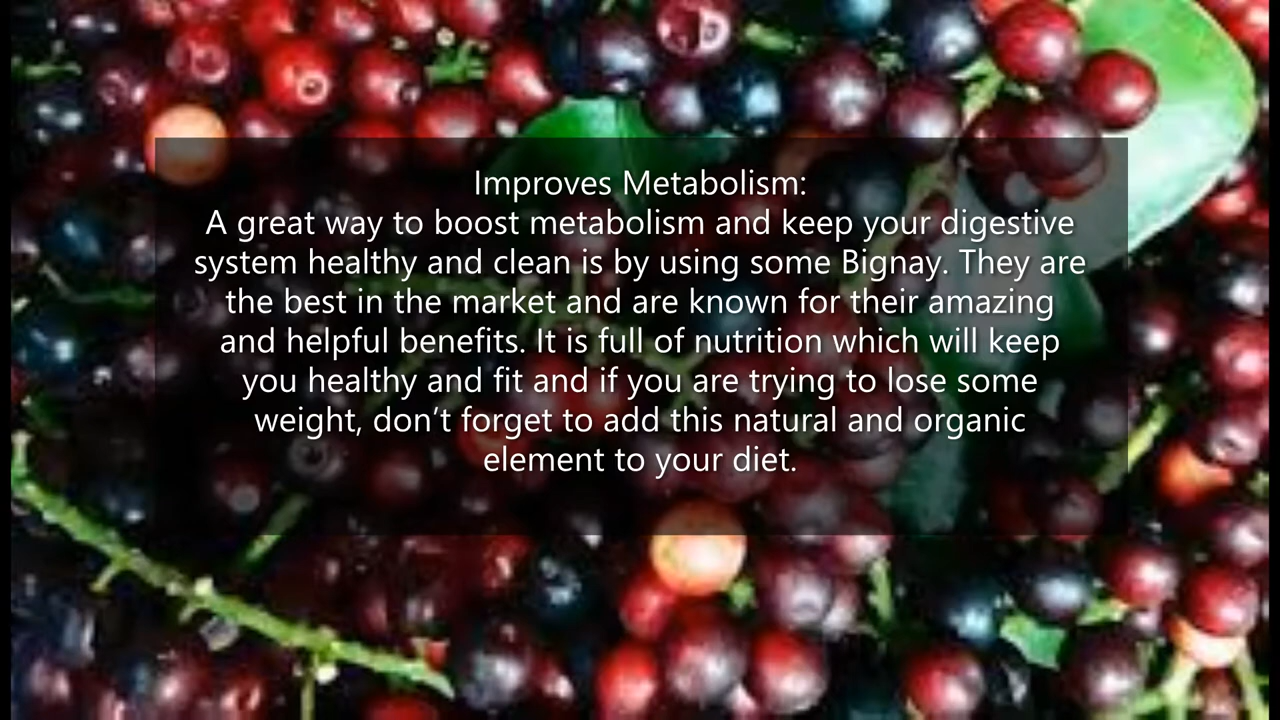 Improves Metabolism:
A great way to boost metabolism and keep your digestive
system healthy and clean is by using some Bignay. They are
the best in the market and are known for their amazing
and helpful benefits. It is full of nutrition which will keep
you healthy and fit and if you are trying to lose some
weight, don’t forget to add this natural and organic
element to your diet.